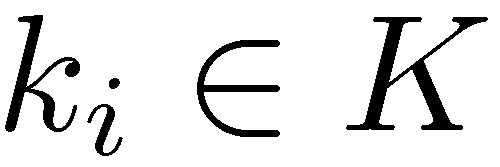 k_i ∈ K